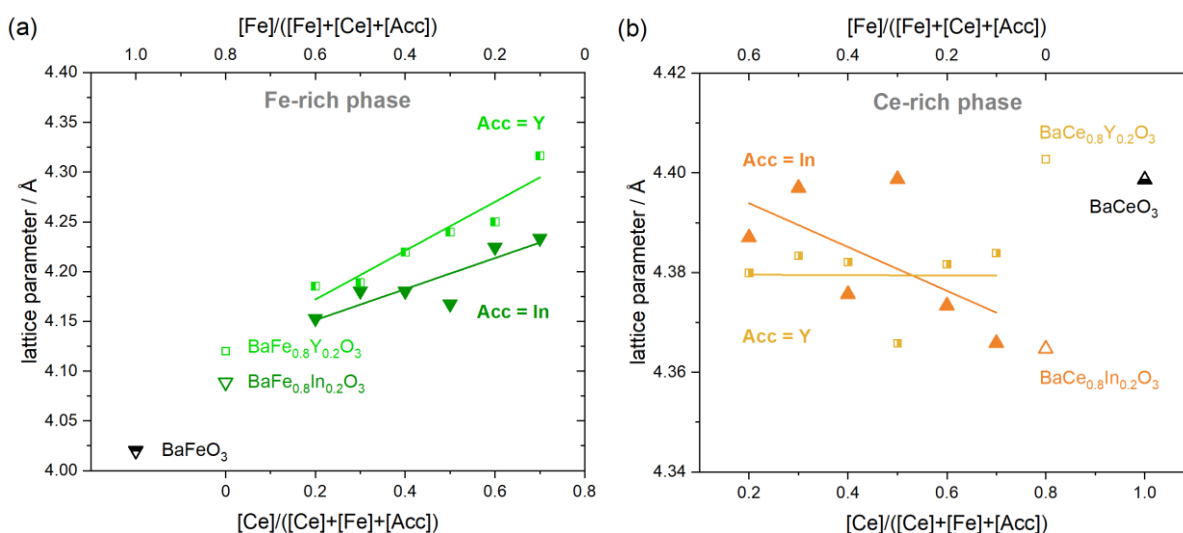 (a)
[Fe]/([Fe]+[Ce]+[Acc])
1.0 0.8 0.6 0.4 0.2 0
4.40
4.35
4.30
4.25
4.20
4.15
4.10
4.05
4.00
lattice parameter / Å
Fe-rich phase
Acc = Y
Acc = In
BaFe0.8Y0.2O3
BaFe0.8In0.2O3
BaFeO3
0 0.2 0.4 0.6 0.8
[Ce]/([Ce]+[Fe]+[Acc])
(b)
[Fe]/([Fe]+[Ce]+[Acc])
0.6 0.4 0.2 0
4.42
4.40
4.38
4.36
4.34
lattice parameter / Å
Ce-rich phase
BaCe0.8Y0.2O3
Acc = In
BaCeO3
Acc = Y
BaCe0.8In0.2O3
0.2 0.4 0.6 0.8 1.0
[Ce]/([Ce]+[Fe]+[Acc])